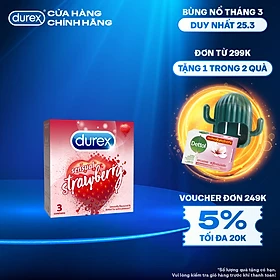 durex
CỬA HÀNG
CHÍNH HÃNG
BÙNG NỔ THÁNG 3
DUY NHẤT 25.3
ĐƠN TỪ 299K
TẶNG 1 TRONG 2 QUÀ
Dettol
durex
strawberry
3
VOUCHER ĐƠN 249K
5%
TỐI ĐA 20K
*Số lượng quà tặng có hạn
Vui lòng kiểm tra giỏ hàng trước khi thanh toán